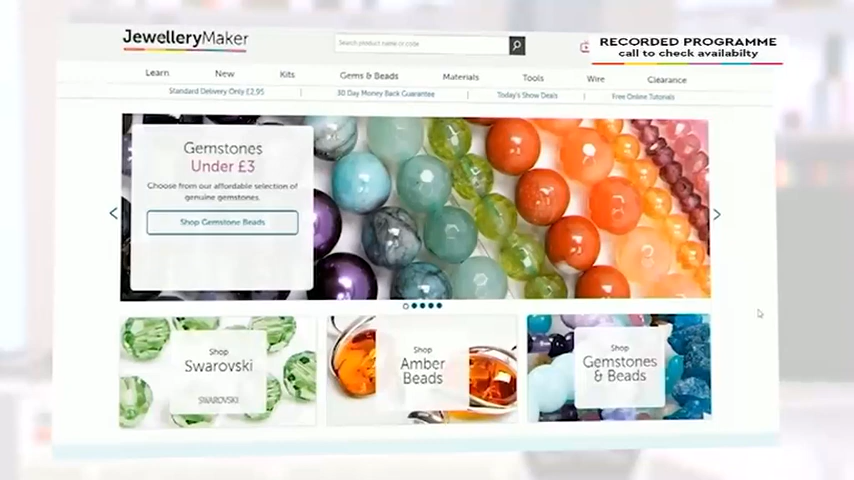 JewelleryMaker
Search product name or code
RECORDED PROGRAMME
call to check availabilty
Learn New Kits Gems & Beads Materials Tools Wire Clearance
Standard Delivery Only £2.95 | 30 Day Money Back Guarantee | Today's Show Deals | Free Online Tutorials
Gemstones
Under £3
Choose from our affordable selection of
genuine gemstones.
Shop Gemstone Beads
Shop
Swarovski
SWAROVSKI
Shop
Amber
Beads
Shop
Gemstones
& Beads